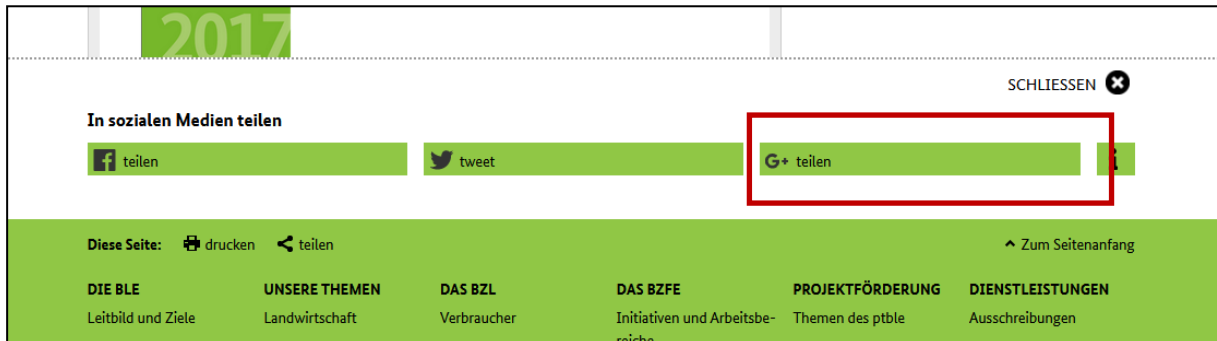 2017
SCHLIESSEN
In sozialen Medien teilen
teilen
tweet
G+ teilen
Diese Seite: drucken teilen
Zum Seitenanfang
DIE BLE UNSERE THEMEN DAS BZL DAS BZFE PROJEKTFÖRDERUNG DIENSTLEISTUNGEN
Leitbild und Ziele Landwirtschaft Verbraucher Initiativen und Arbeitsbe- Themen des ptble Ausschreibungen
reiche